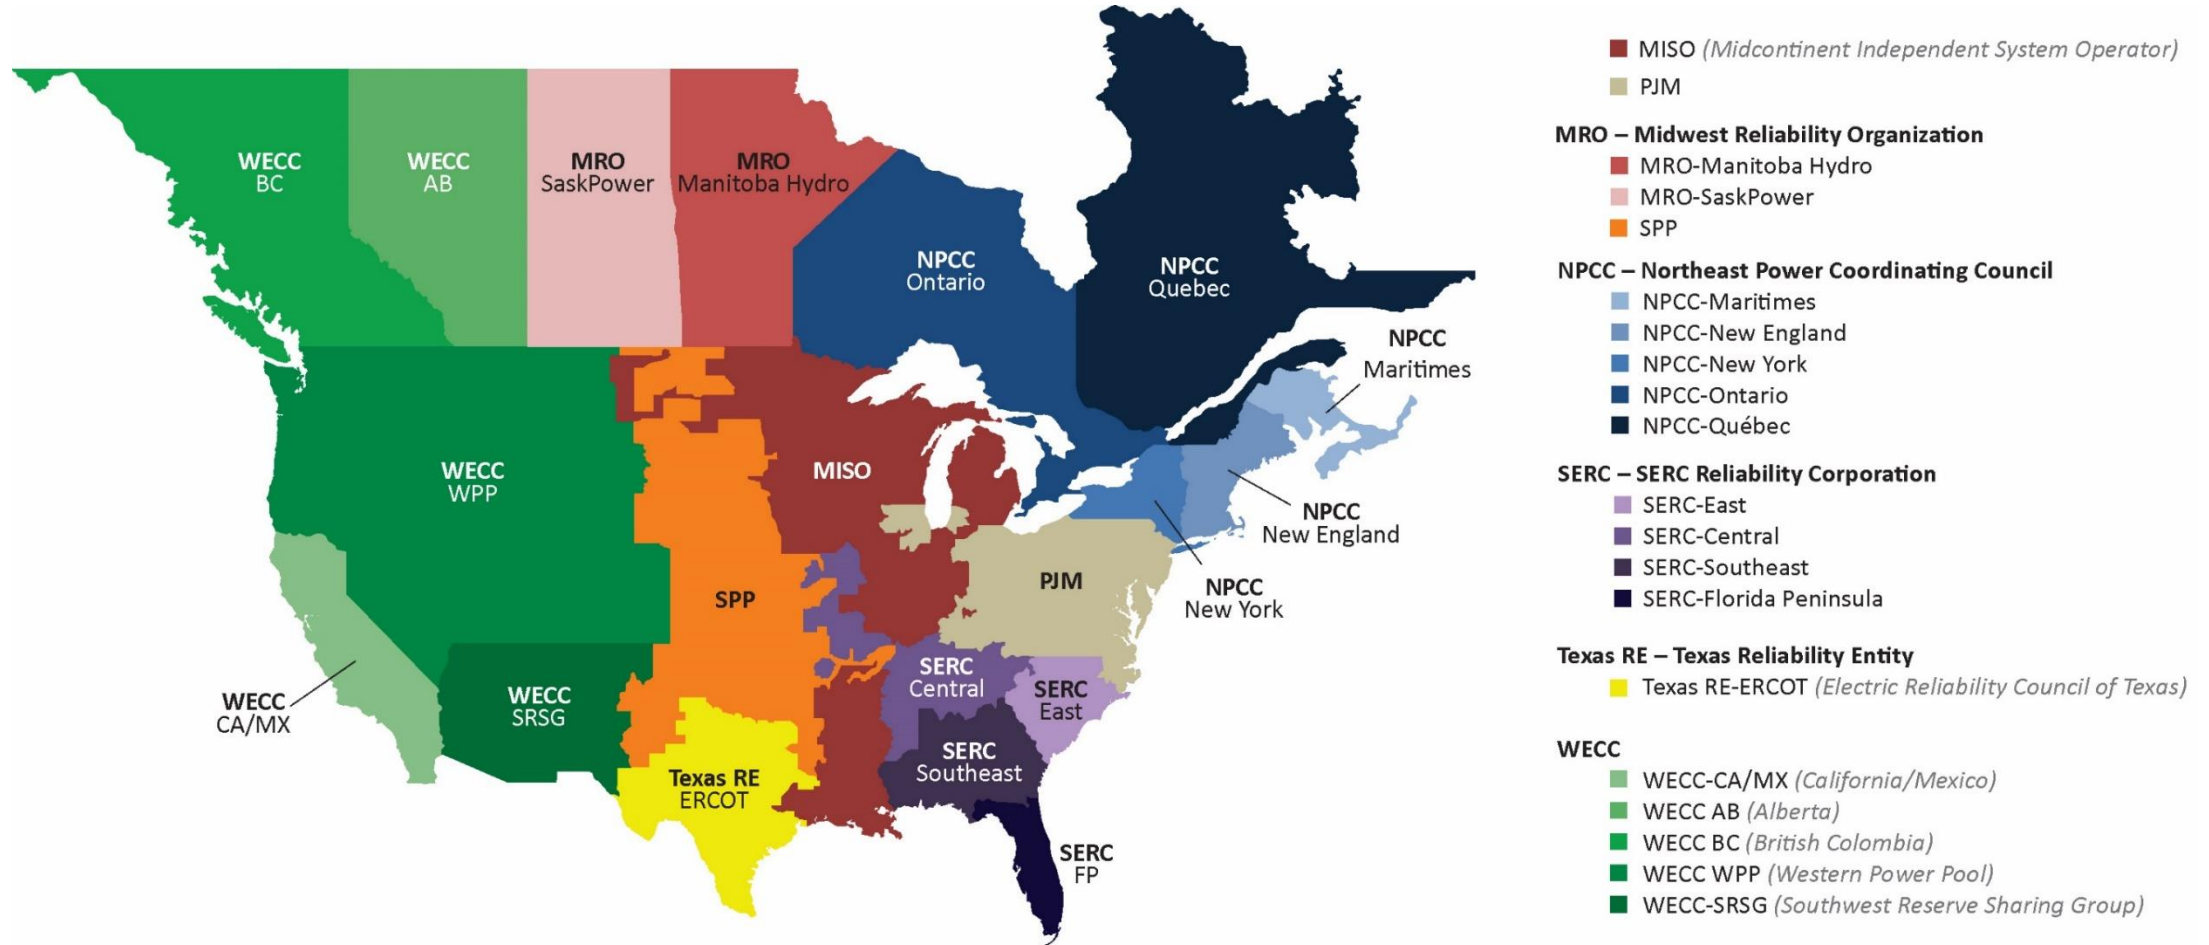 WECC
BC
WECC
AB
MRO
SaskPower
MRO
Manitoba Hydro
NPCC
Ontario
NPCC
Quebec
NPCC
Maritimes
WECC
WPP
MISO
NPCC
New England
SPP
PJM
NPCC
New York
WECC
CA/MX
WECC
SRSG
SERC
Central
SERC
East
SERC
Southeast
Texas RE
ERCOT
SERC
FP
MISO (Midcontinent Independent System Operator)
PJM
MRO – Midwest Reliability Organization
MRO-Manitoba Hydro
MRO-SaskPower
SPP
NPCC – Northeast Power Coordinating Council
NPCC-Maritimes
NPCC-New England
NPCC-New York
NPCC-Ontario
NPCC-Québec
SERC – SERC Reliability Corporation
SERC-East
SERC-Central
SERC-Southeast
SERC-Florida Peninsula
Texas RE – Texas Reliability Entity
Texas RE-ERCOT (Electric Reliability Council of Texas)
WECC
WECC-CA/MX (California/Mexico)
WECC AB (Alberta)
WECC BC (British Colombia)
WECC WPP (Western Power Pool)
WECC-SRSG (Southwest Reserve Sharing Group)